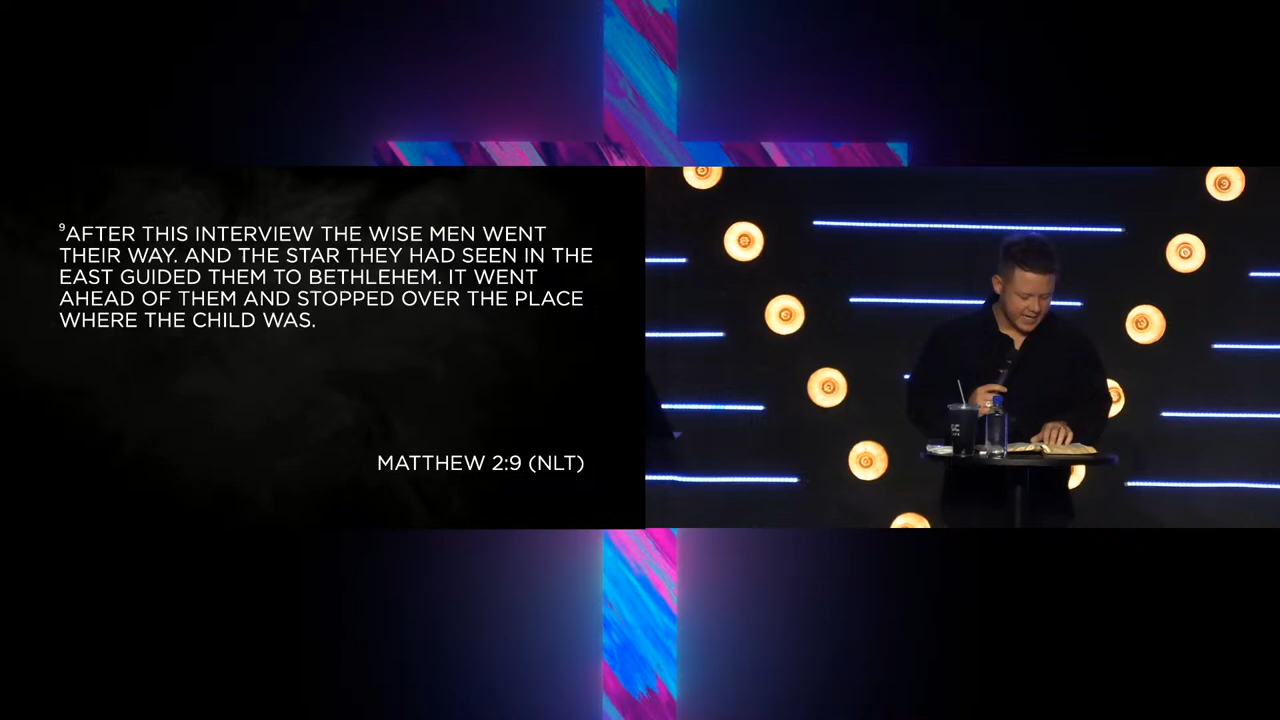 ⁹AFTER THIS INTERVIEW THE WISE MEN WENT
THEIR WAY. AND THE STAR THEY HAD SEEN IN THE
EAST GUIDED THEM TO BETHLEHEM. IT WENT
AHEAD OF THEM AND STOPPED OVER THE PLACE
WHERE THE CHILD WAS.
MATTHEW 2:9 (NLT)